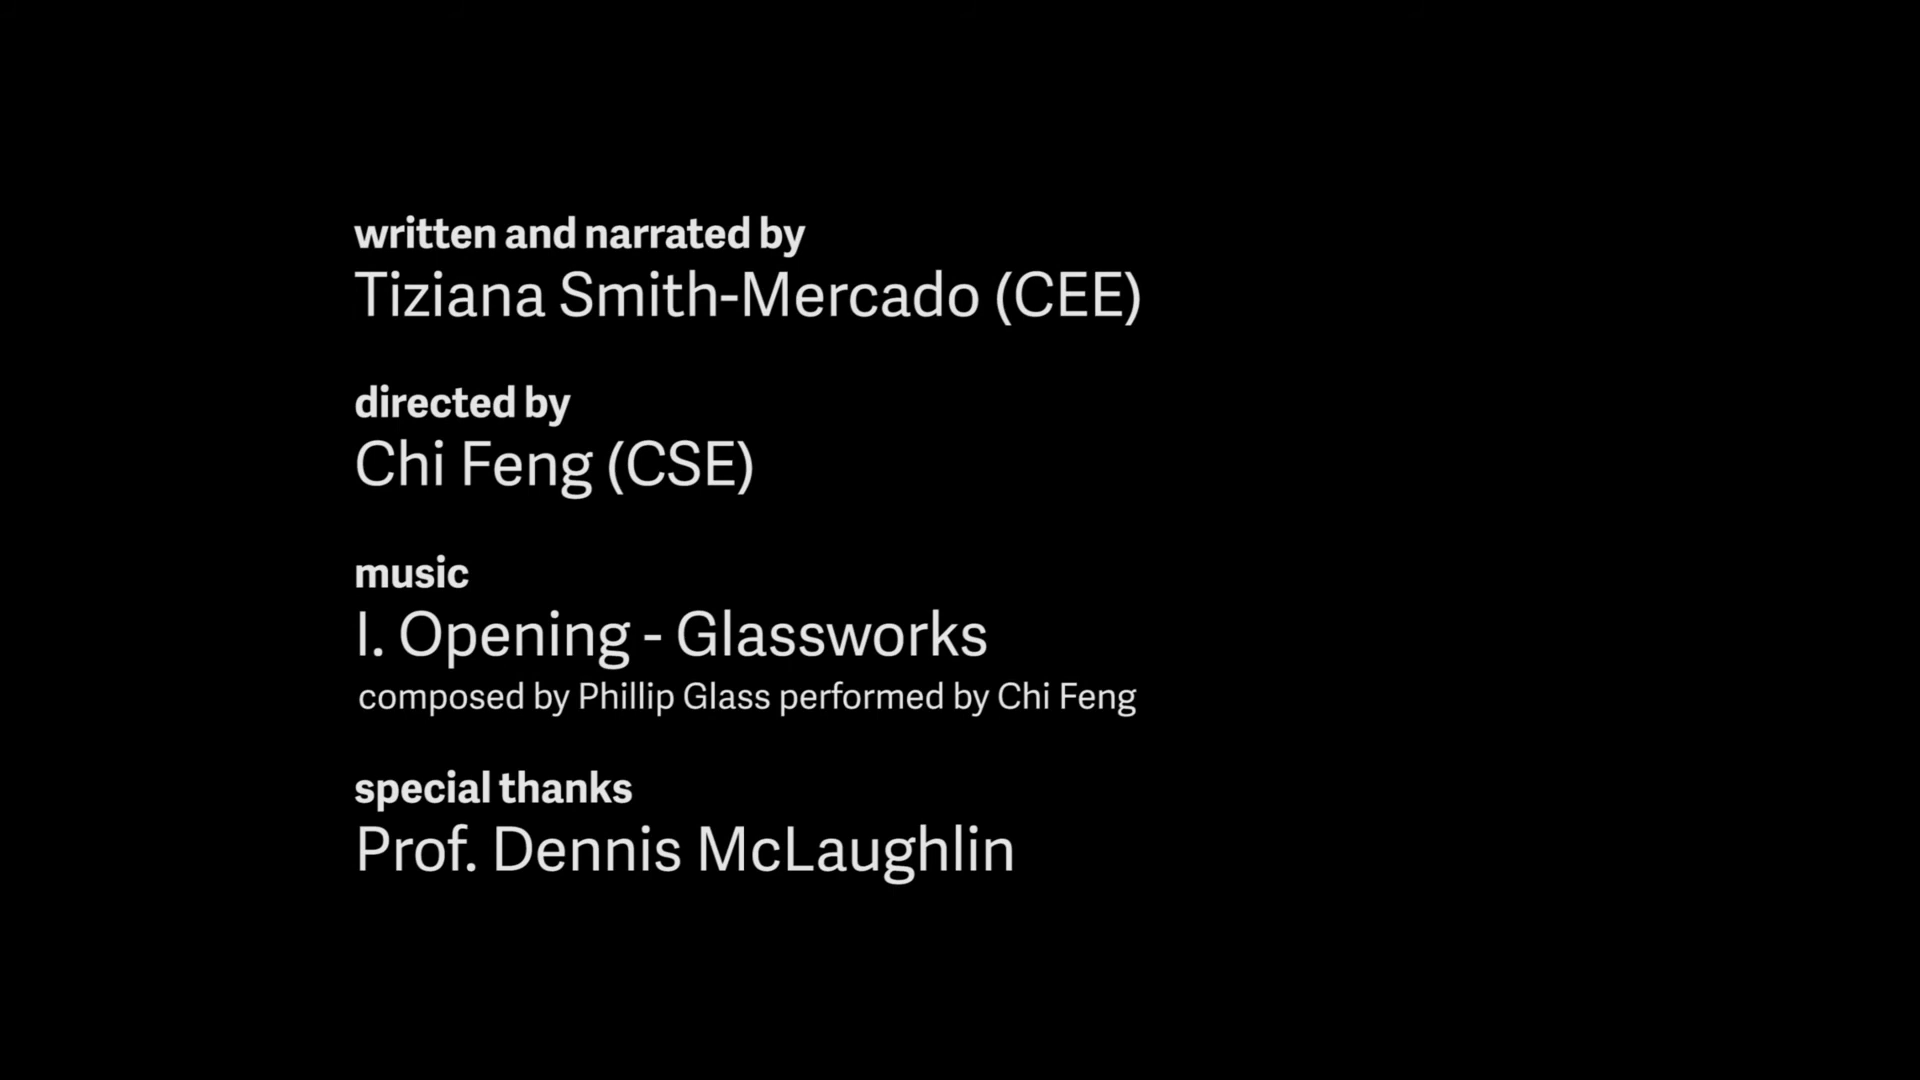 written and narrated by
Tiziana Smith-Mercado (CEE)
directed by
Chi Feng (CSE)
music
I. Opening - Glassworks
composed by Phillip Glass performed by Chi Feng
special thanks
Prof. Dennis McLaughlin